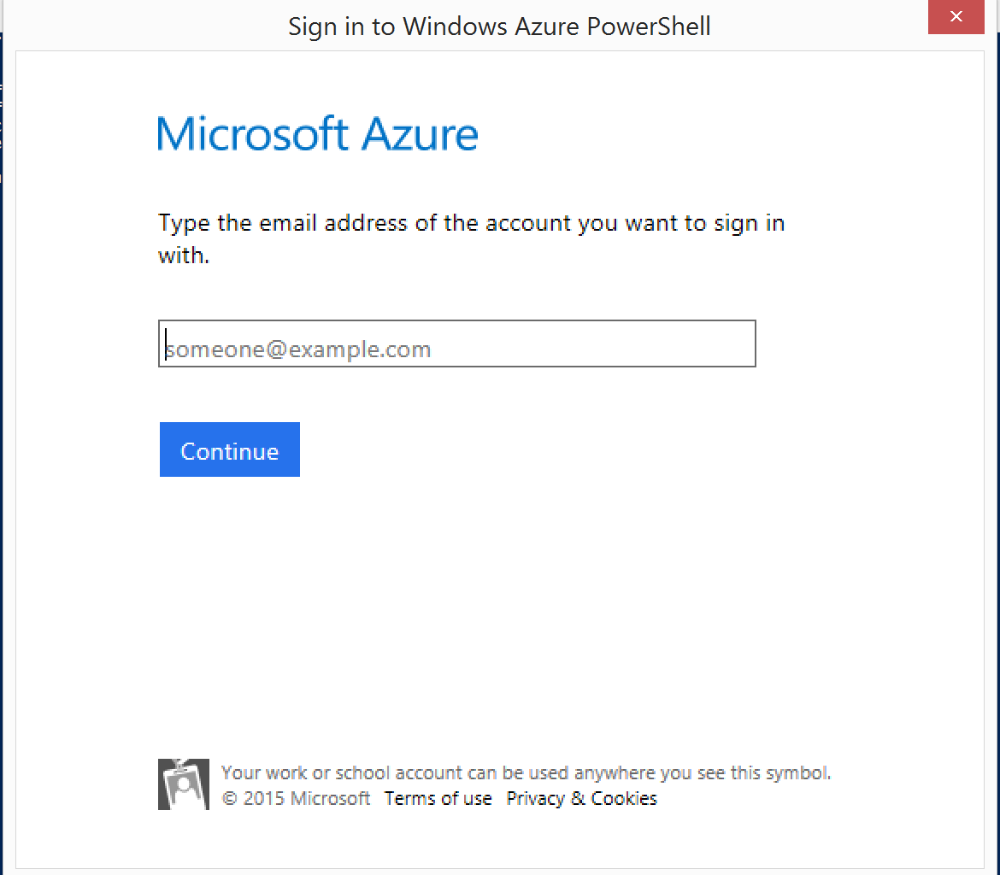 Sign in to Windows Azure PowerShell
Microsoft Azure
Type the email address of the account you want to sign in
with.
someone@example.com
Continue
Your work or school account can be used anywhere you see this symbol.
© 2015 Microsoft Terms of use Privacy & Cookies